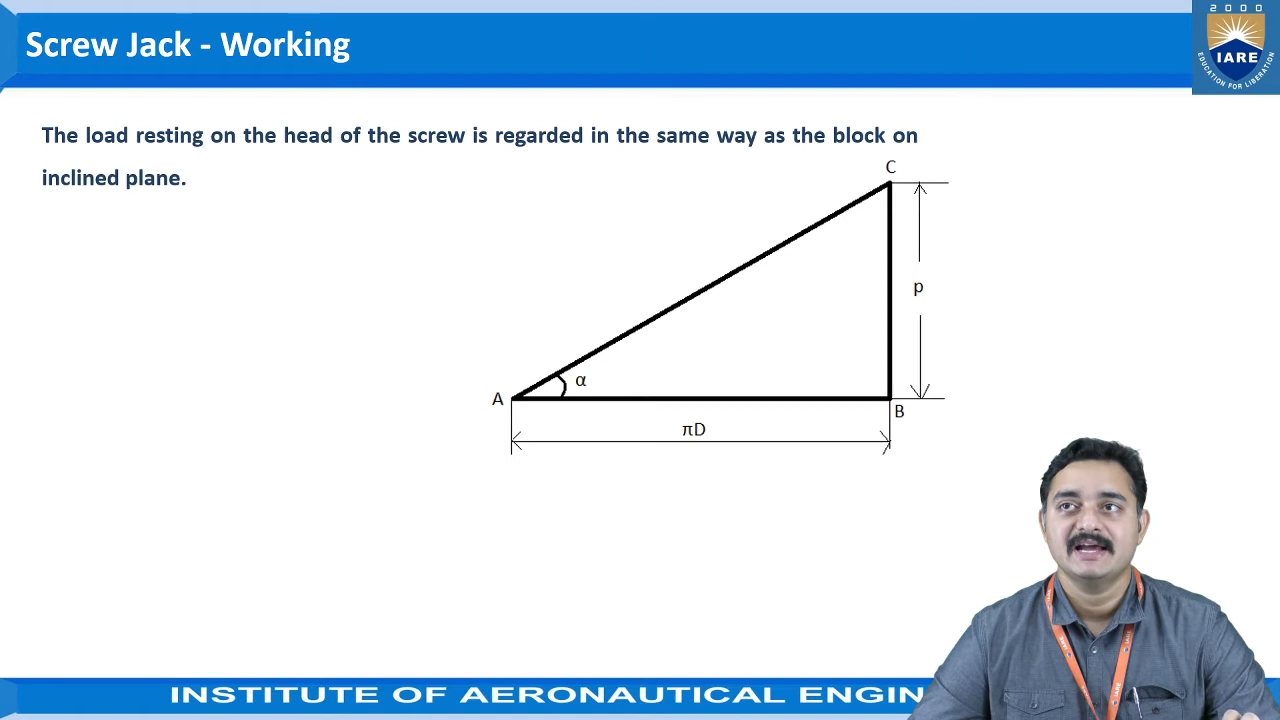 Screw Jack - Working
2000
IARE
EDUCATION FOR LIBERATION
The load resting on the head of the screw is regarded in the same way as the block on
inclined plane.
C
p
α
A
B
πD
INSTITUTE OF AERONAUTICAL ENGIN
IARE